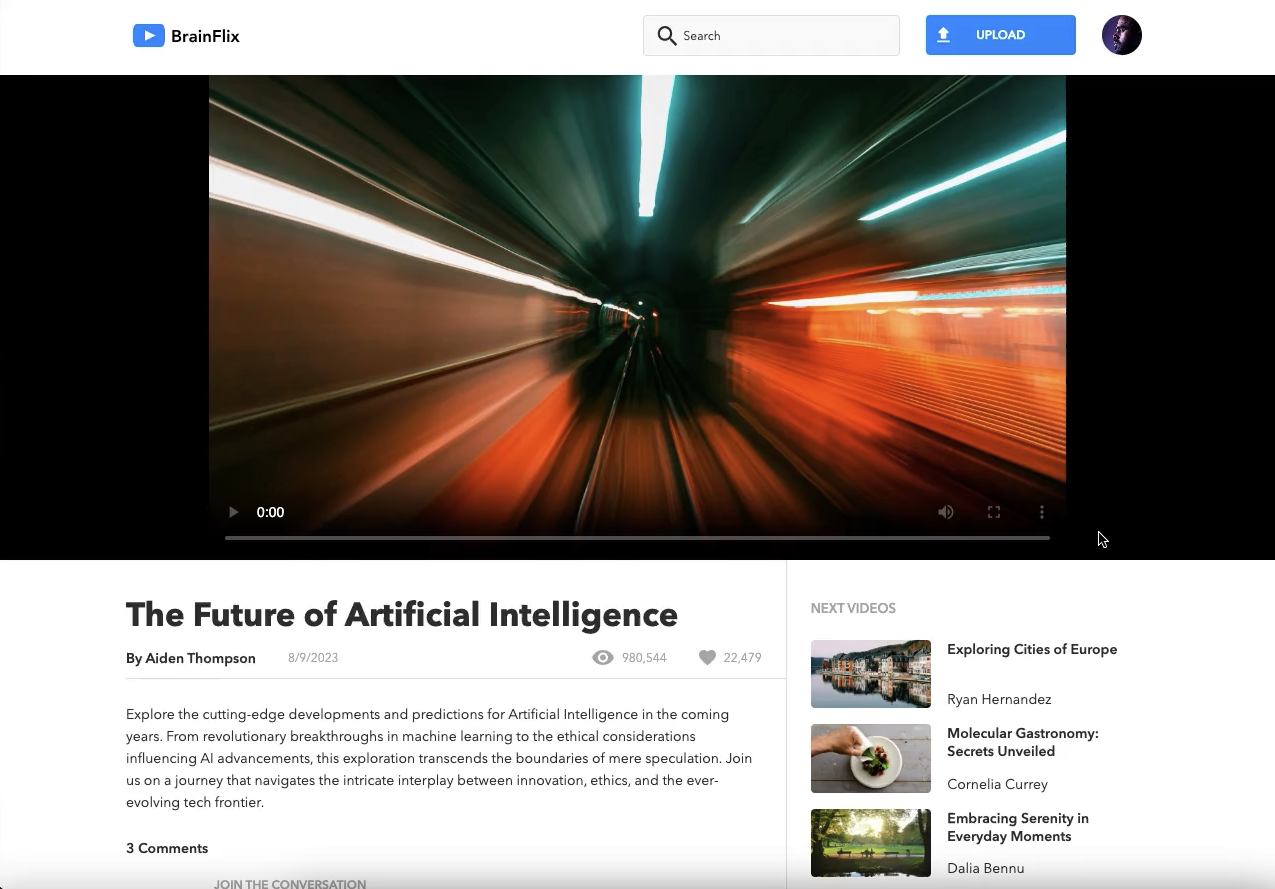 BrainFlix
Search
UPLOAD
0:00
The Future of Artificial Intelligence
By Aiden Thompson
8/9/2023
980,544
22,479
Explore the cutting-edge developments and predictions for Artificial Intelligence in the coming
years. From revolutionary breakthroughs in machine learning to the ethical considerations
influencing AI advancements, this exploration transcends the boundaries of mere speculation. Join
us on a journey that navigates the intricate interplay between innovation, ethics, and the ever-
evolving tech frontier.
3 Comments
JOIN THE CONVERSATION
NEXT VIDEOS
Exploring Cities of Europe
Ryan Hernandez
Molecular Gastronomy:
Secrets Unveiled
Cornelia Currey
Embracing Serenity in
Everyday Moments
Dalia Bennu